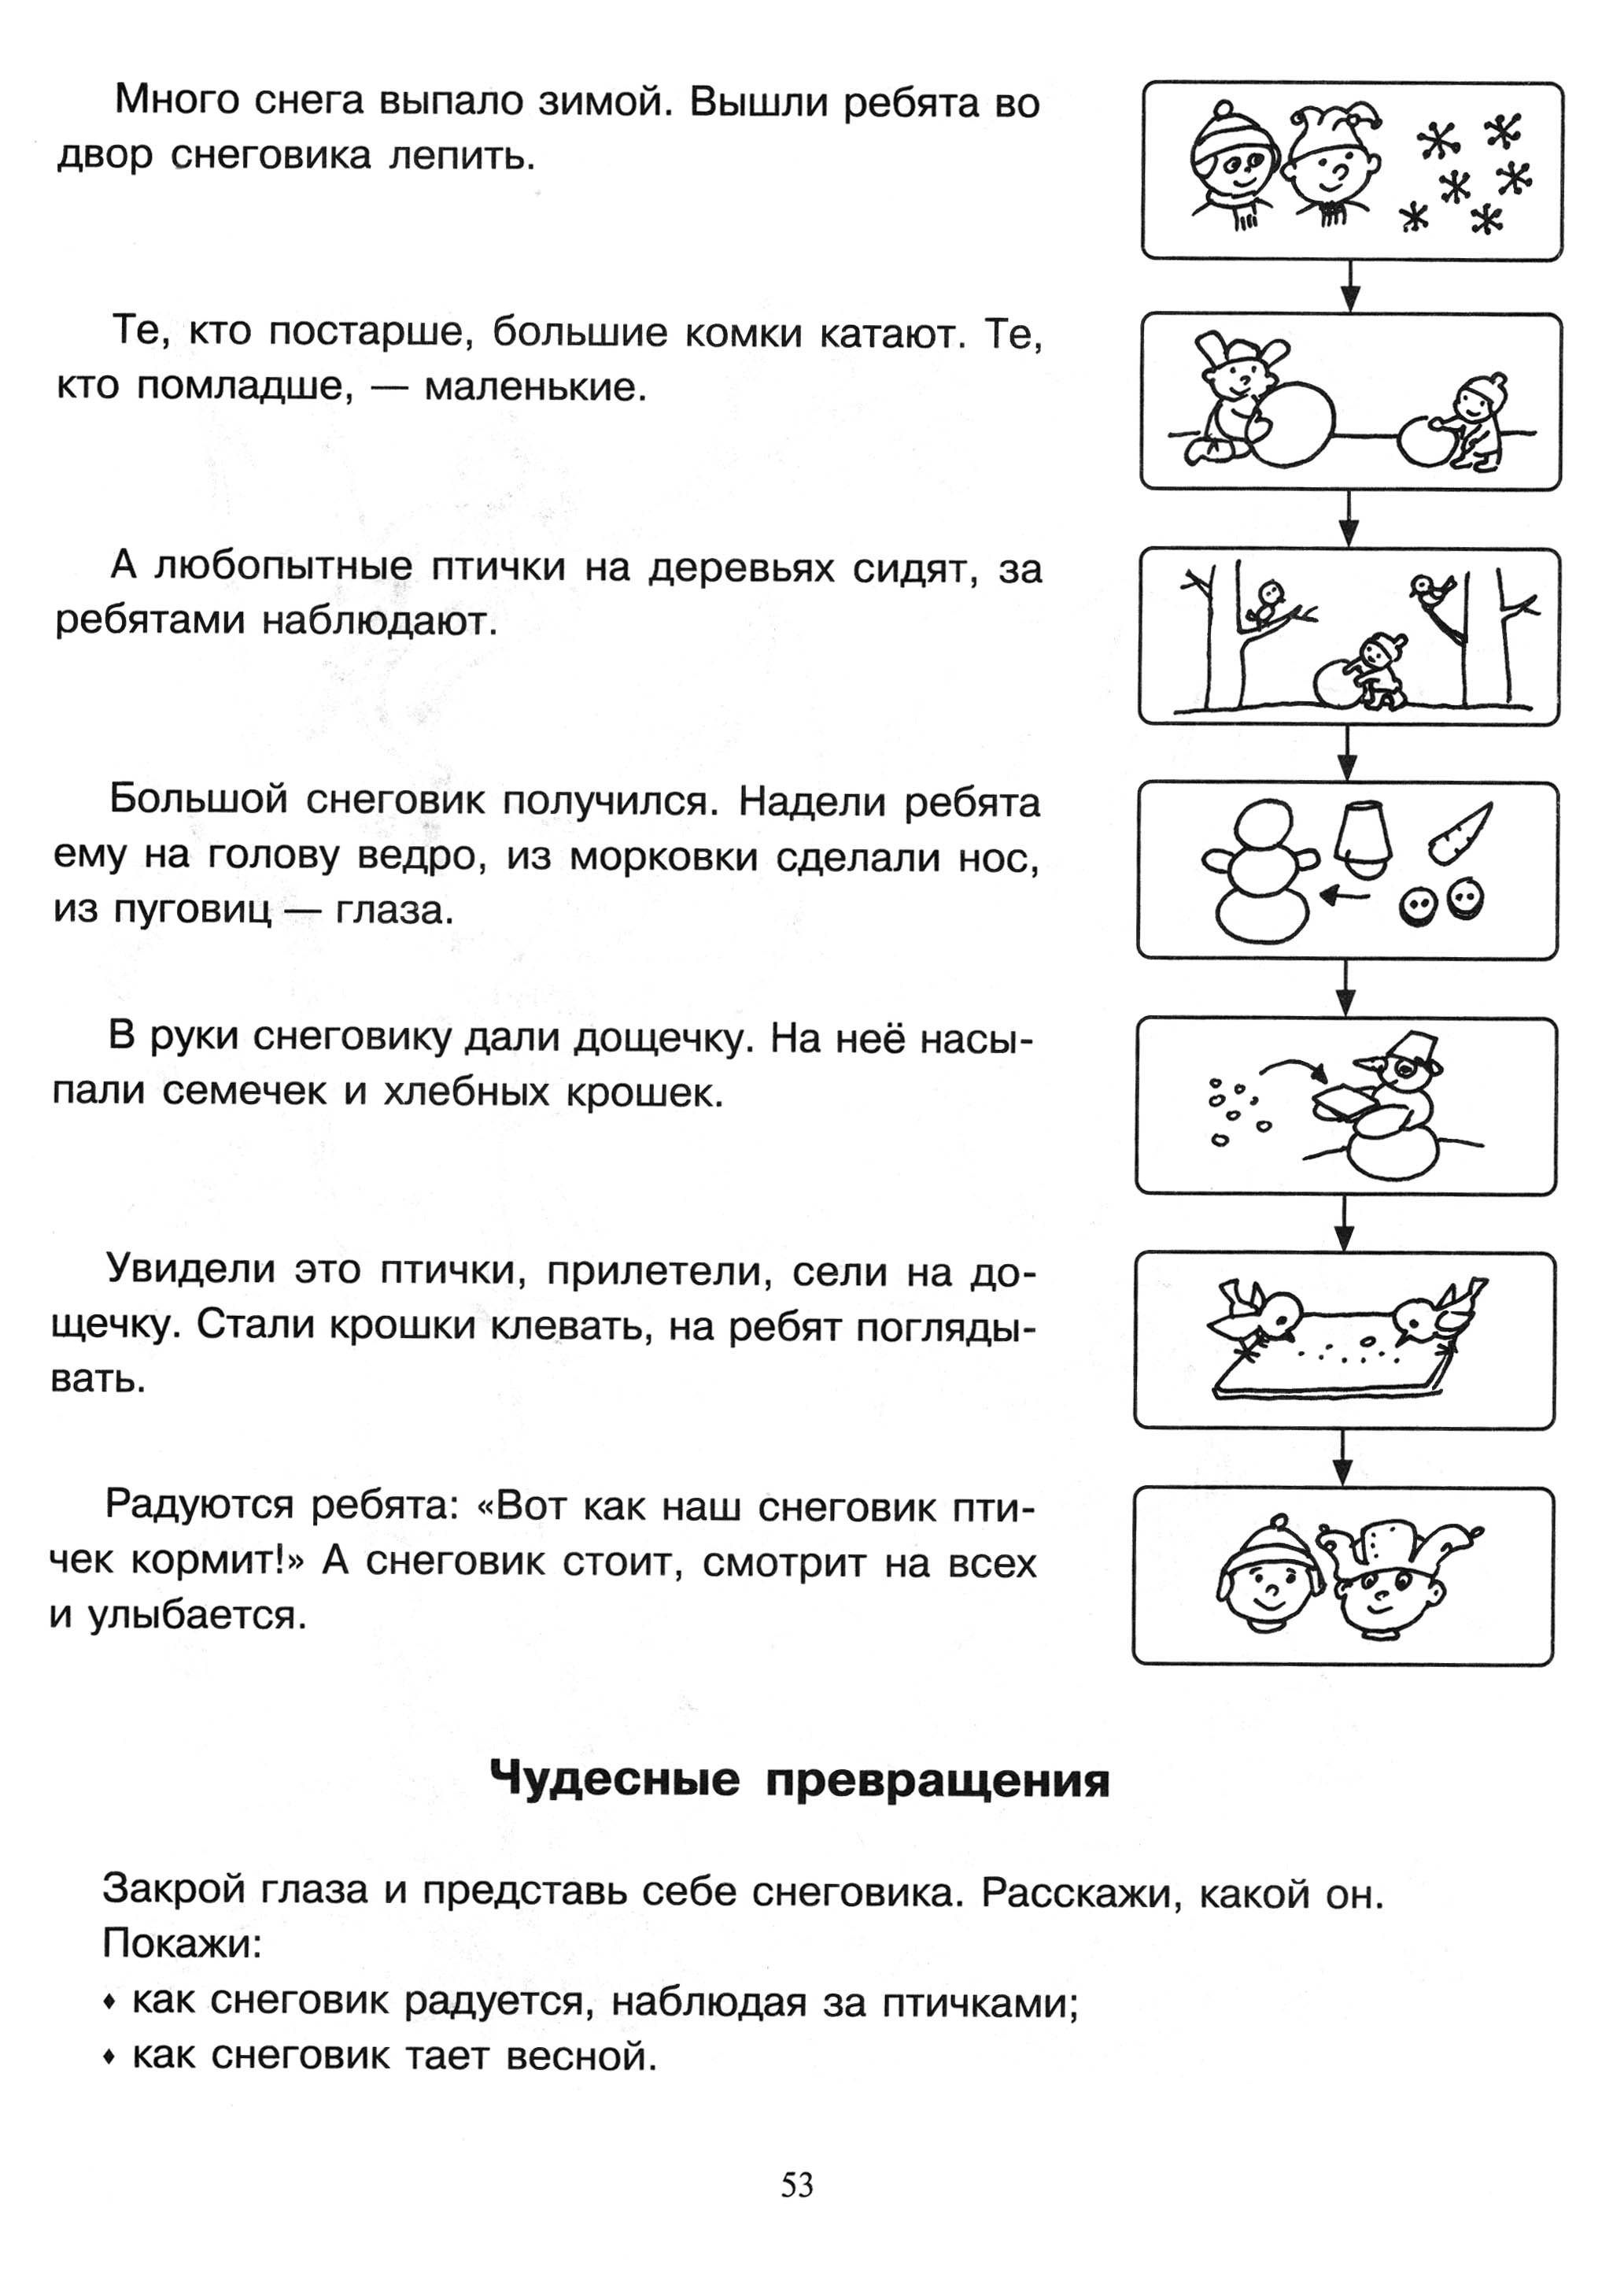 Много снега выпало зимой. Вышли ребята во
двор снеговика лепить.
Те, кто постарше, большие комки катают. Те,
кто помладше, — маленькие.
А любопытные птички на деревьях сидят, за
ребятами наблюдают.
Большой снеговик получился. Надели ребята
ему на голову ведро, из морковки сделали нос,
из пуговиц — глаза.
В руки снеговику дали дощечку. На неё насы-
пали семечек и хлебных крошек.
Увидели это птички, прилетели, сели на до-
щечку. Стали крошки клевать, на ребят погляды-
вать.
Радуются ребята: «Вот как наш снеговик пти-
чек кормит!» А снеговик стоит, смотрит на всех
и улыбается.
Чудесные превращения
Закрой глаза и представь себе снеговика. Расскажи, какой он.
Покажи:
♦ как снеговик радуется, наблюдая за птичками;
♦ как снеговик тает весной.
53